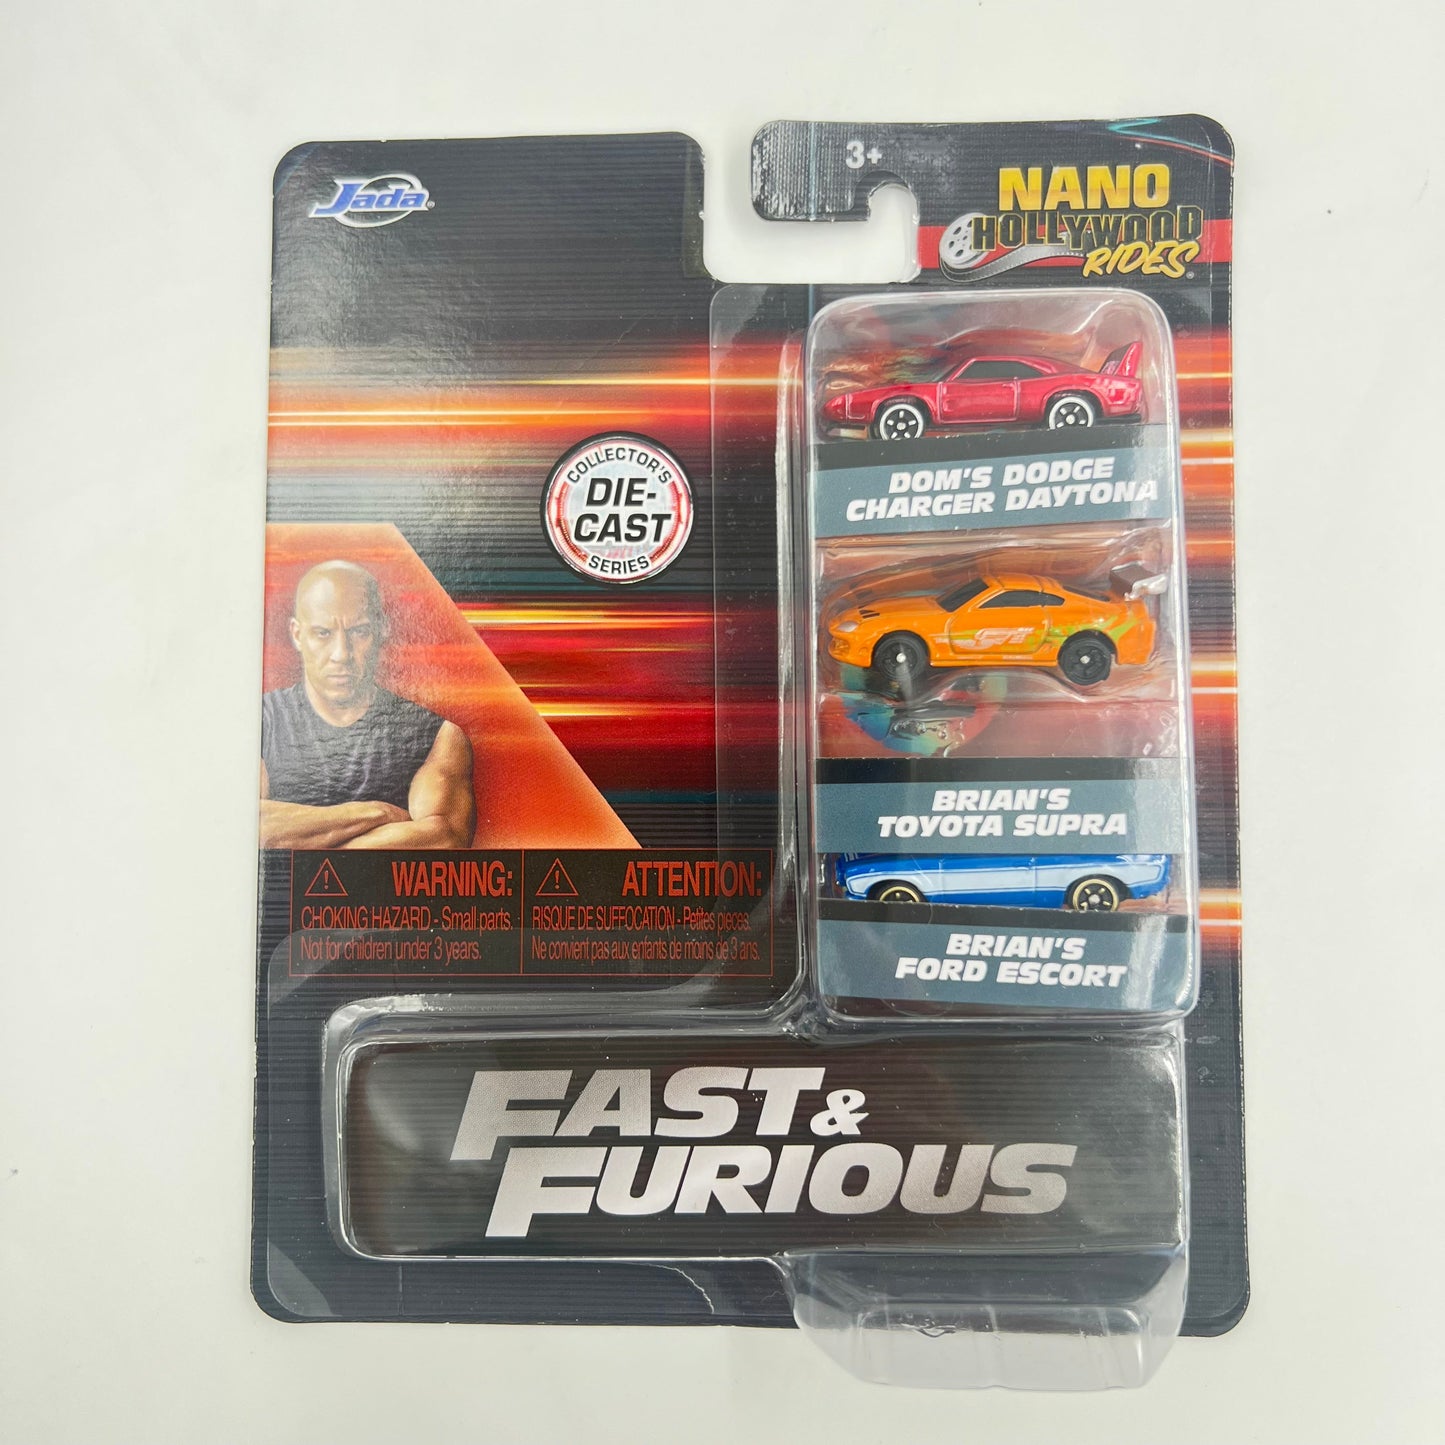 Jada
3+
NANO
HOLLYWOOD
RIDES
COLLECTOR'S
DIE-
CAST
SERIES
DOM'S DODGE
CHARGER DAYTONA
BRIAN'S
TOYOTA SUPRA
BRIAN'S
FORD ESCORT
WARNING:
CHOKING HAZARD - Small parts.
Not for children under 3 years.
ATTENTION:
RISQUE DE SUFFOCATION - Petites pieces.
Ne convient pas aux enfants de moins de 3 ans.
FAST &
FURIOUS